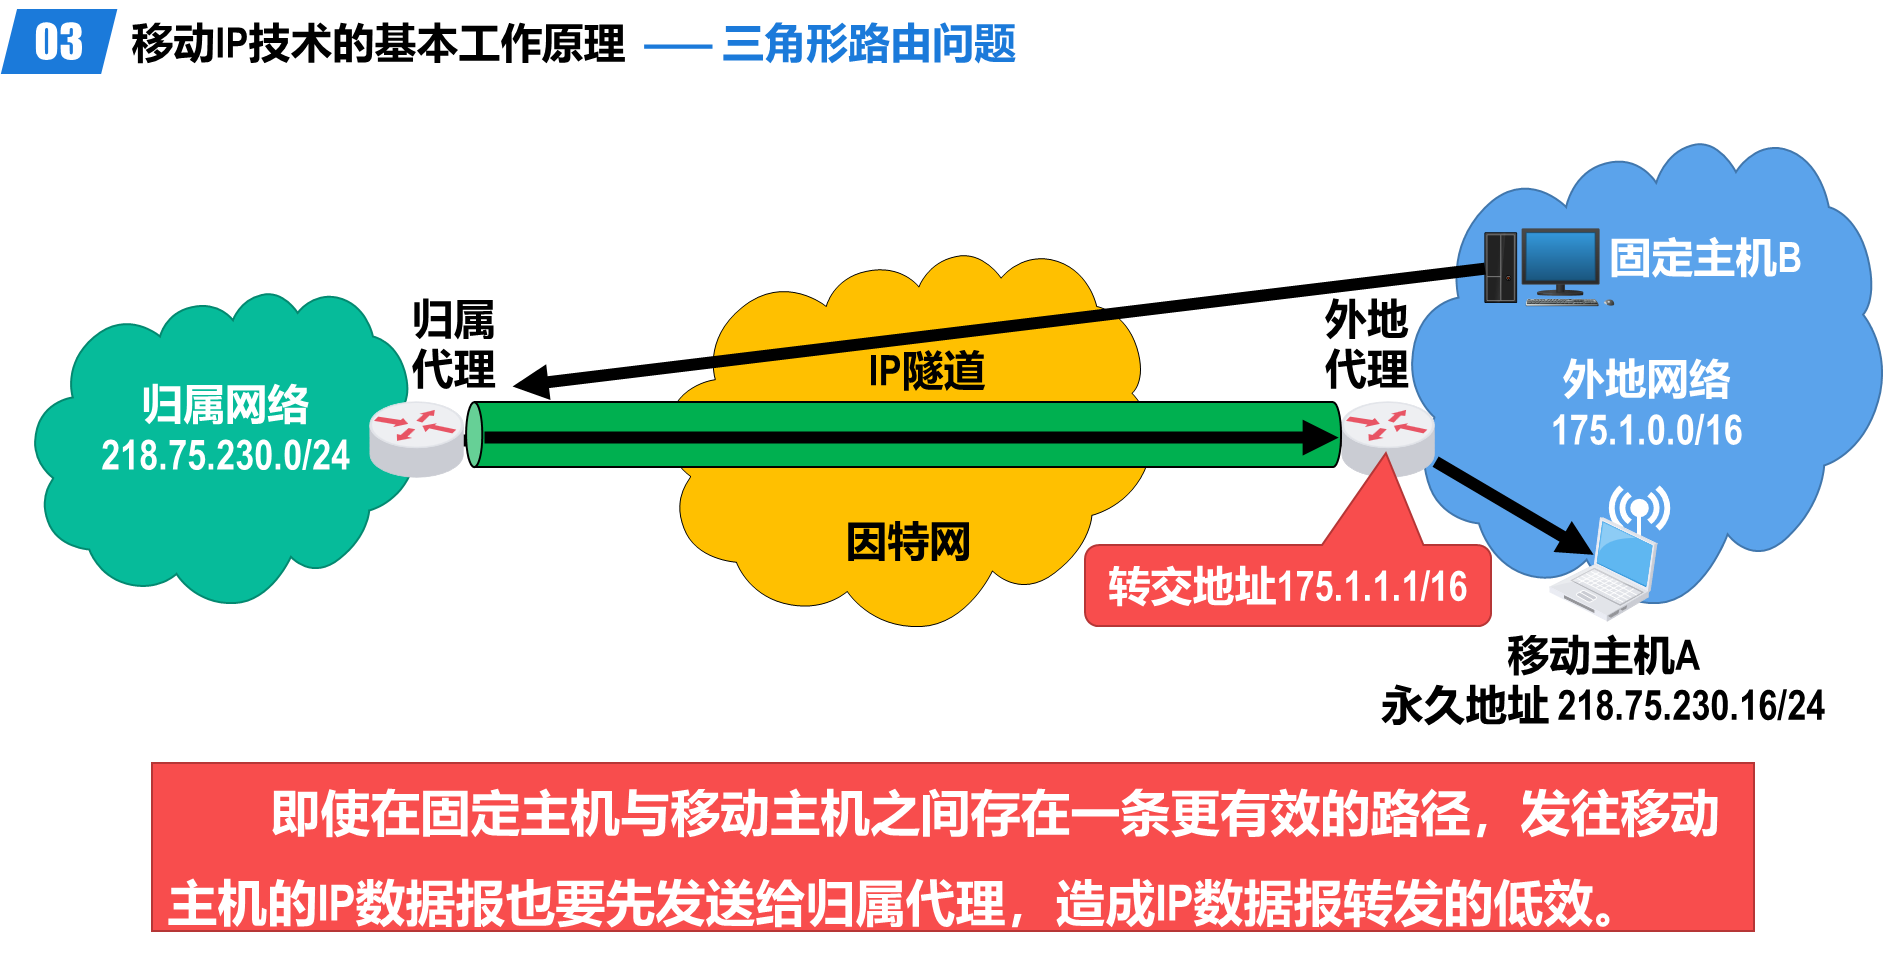 03 移动IP技术的基本工作原理 —— 三角形路由问题
固定主机B
归属
代理
外地
代理
IP隧道
归属网络
218.75.230.0/24
外地网络
175.1.0.0/16
因特网
转交地址175.1.1.1/16
移动主机A
永久地址 218.75.230.16/24
即使在固定主机与移动主机之间存在一条更有效的路径，发往移动
主机的IP数据报也要先发送给归属代理，造成IP数据报转发的低效。